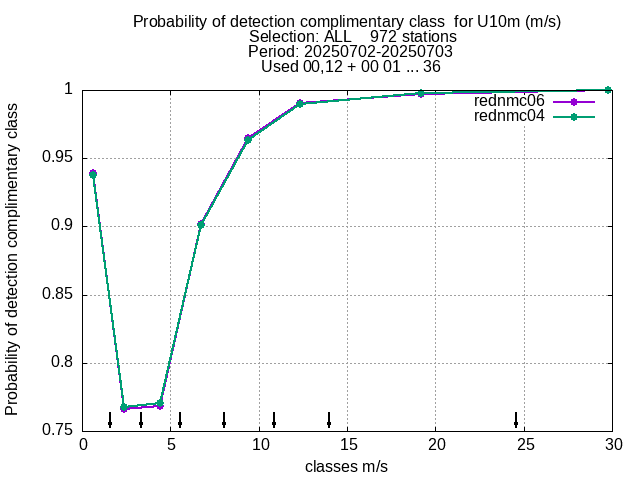 Probability of detection complimentary class  for U10m (m/s)
Selection: ALL    972 stations
Period: 20250702-20250703
Used 00,12 + 00 01 ... 36
Probability of detection complimentary class
1
0.95
0.9
0.85
0.8
0.75
rednmc06
rednmc04
0 5 10 15 20 25 30
classes m/s